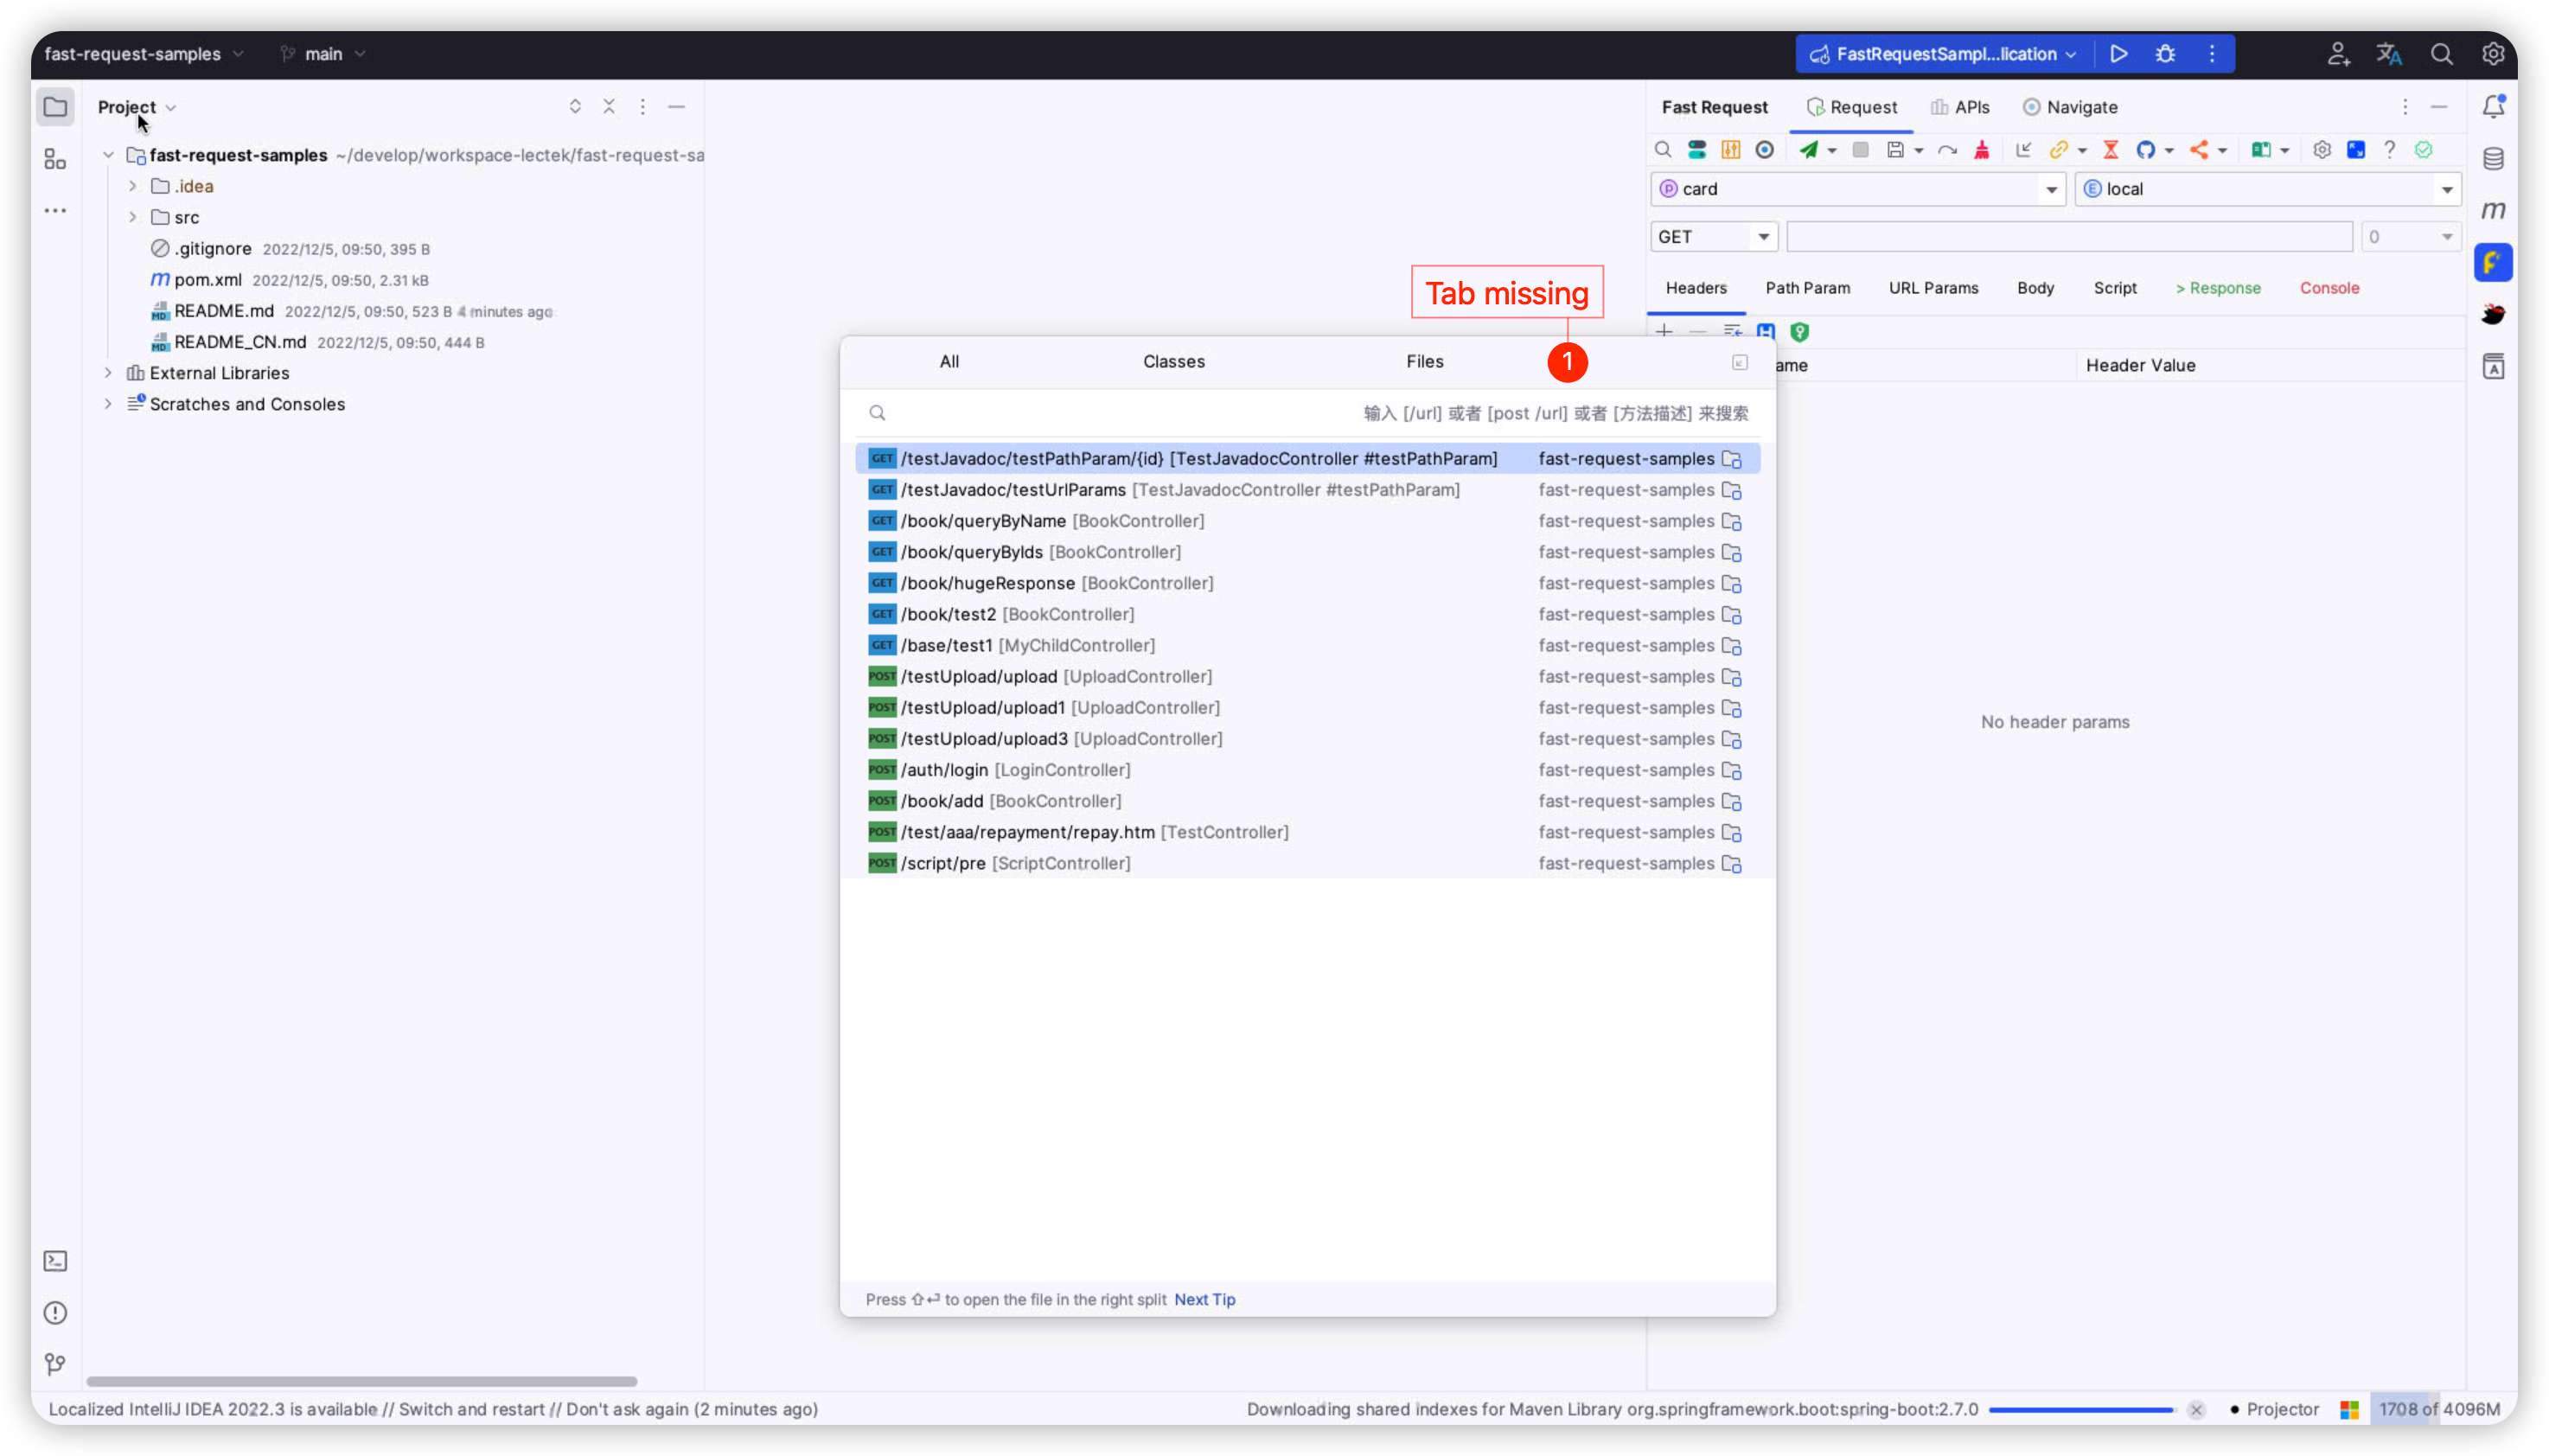 fast-request-samples main FastRequestSampl...lication
Project
fast-request-samples ~/develop/workspace-lectek/fast-request-sa
.idea
src
.gitignore 2022/12/5, 09:50, 395 B
m pom.xml 2022/12/5, 09:50, 2.31 kB
README.md 2022/12/5, 09:50, 523 B 4 minutes ago
README_CN.md 2022/12/5, 09:50, 444 B
External Libraries
Scratches and Consoles
Fast Request Request APIs Navigate
card local
GET 0
Headers Path Param URL Params Body Script > Response Console
ame Header Value
No header params
Tab missing
1
All Classes Files
输入 [/url] 或者 [post /url] 或者 [方法描述] 来搜索
GET /testJavadoc/testPathParam/{id} [TestJavadocController #testPathParam] fast-request-samples
GET /testJavadoc/testUrlParams [TestJavadocController #testPathParam] fast-request-samples
GET /book/queryByName [BookController] fast-request-samples
GET /book/queryByIds [BookController] fast-request-samples
GET /book/hugeResponse [BookController] fast-request-samples
GET /book/test2 [BookController] fast-request-samples
GET /base/test1 [MyChildController] fast-request-samples
POST /testUpload/upload [UploadController] fast-request-samples
POST /testUpload/upload1 [UploadController] fast-request-samples
POST /testUpload/upload3 [UploadController] fast-request-samples
POST /auth/login [LoginController] fast-request-samples
POST /book/add [BookController] fast-request-samples
POST /test/aaa/repayment/repay.htm [TestController] fast-request-samples
POST /script/pre [ScriptController] fast-request-samples
Press ⇧⏎ to open the file in the right split Next Tip
Localized IntelliJ IDEA 2022.3 is available // Switch and restart // Don't ask again (2 minutes ago) Downloading shared indexes for Maven Library org.springframework.boot:spring-boot:2.7.0 Projector 1708 of 4096M